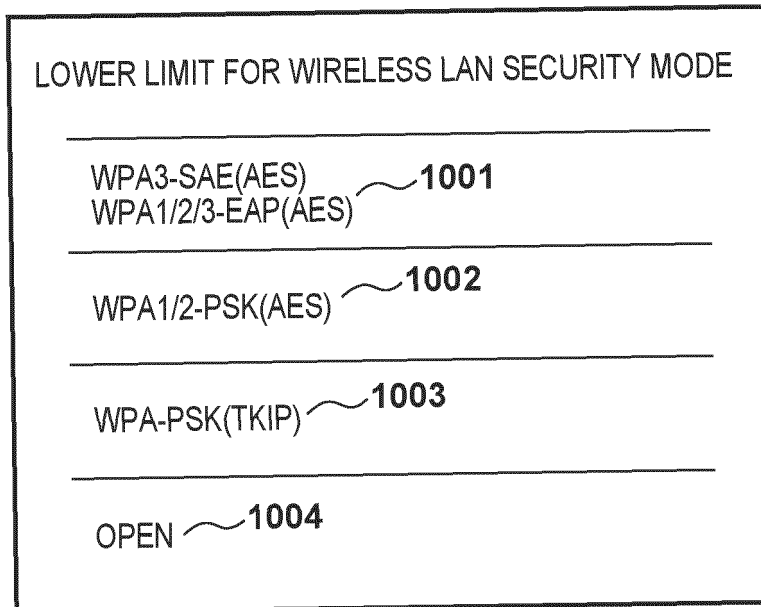 LOWER LIMIT FOR WIRELESS LAN SECURITY MODE
WPA3-SAE(AES)
WPA1/2/3-EAP(AES) 1001
WPA1/2-PSK(AES) 1002
WPA-PSK(TKIP) 1003
OPEN 1004